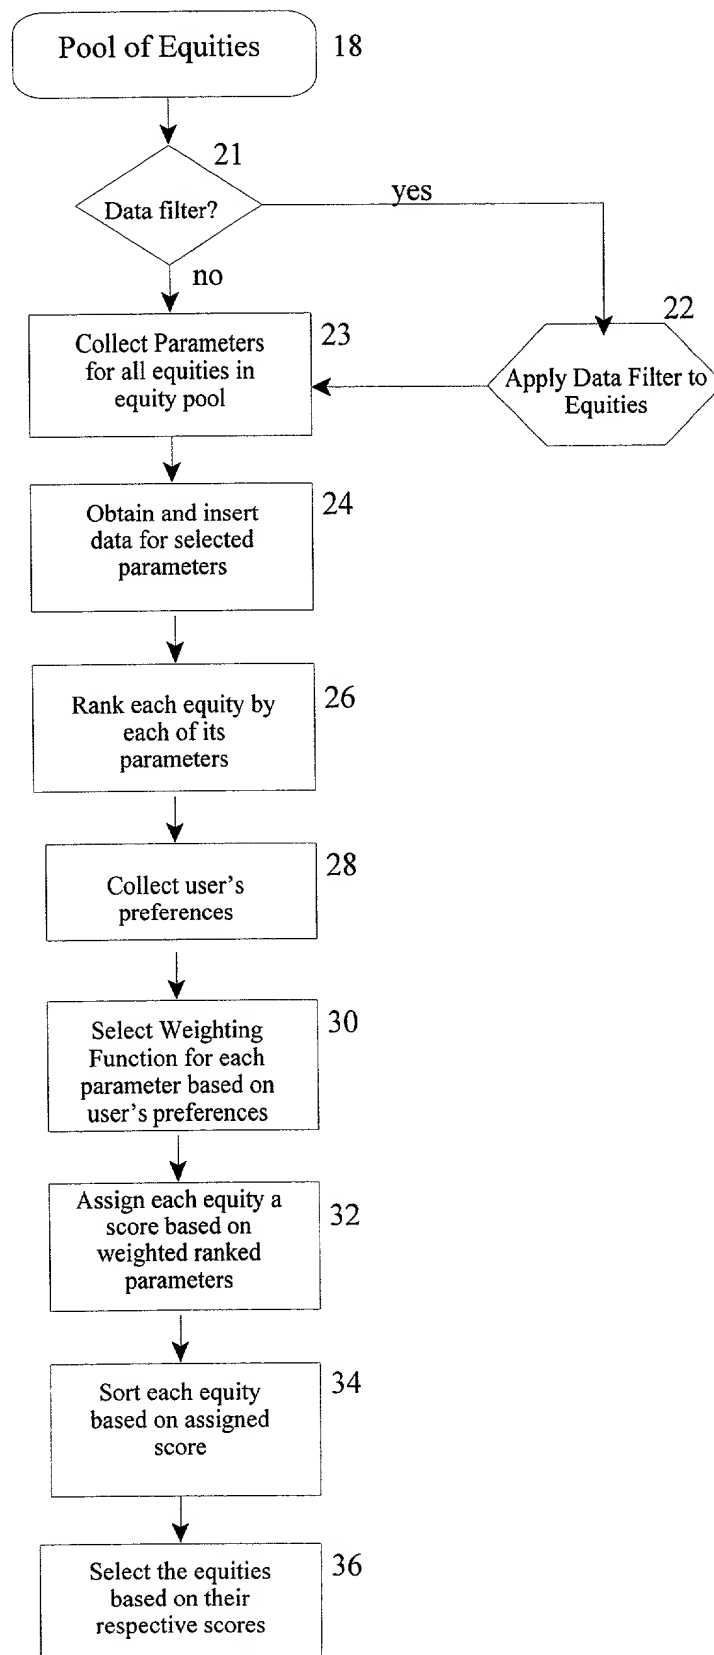 Pool of Equities
18
21
Data filter?
yes
no
22
Apply Data Filter to
Equities
23
Collect Parameters
for all equities in
equity pool
24
Obtain and insert
data for selected
parameters
26
Rank each equity by
each of its
parameters
28
Collect user's
preferences
30
Select Weighting
Function for each
parameter based on
user's preferences
32
Assign each equity a
score based on
weighted ranked
parameters
34
Sort each equity
based on assigned
score
36
Select the equities
based on their
respective scores